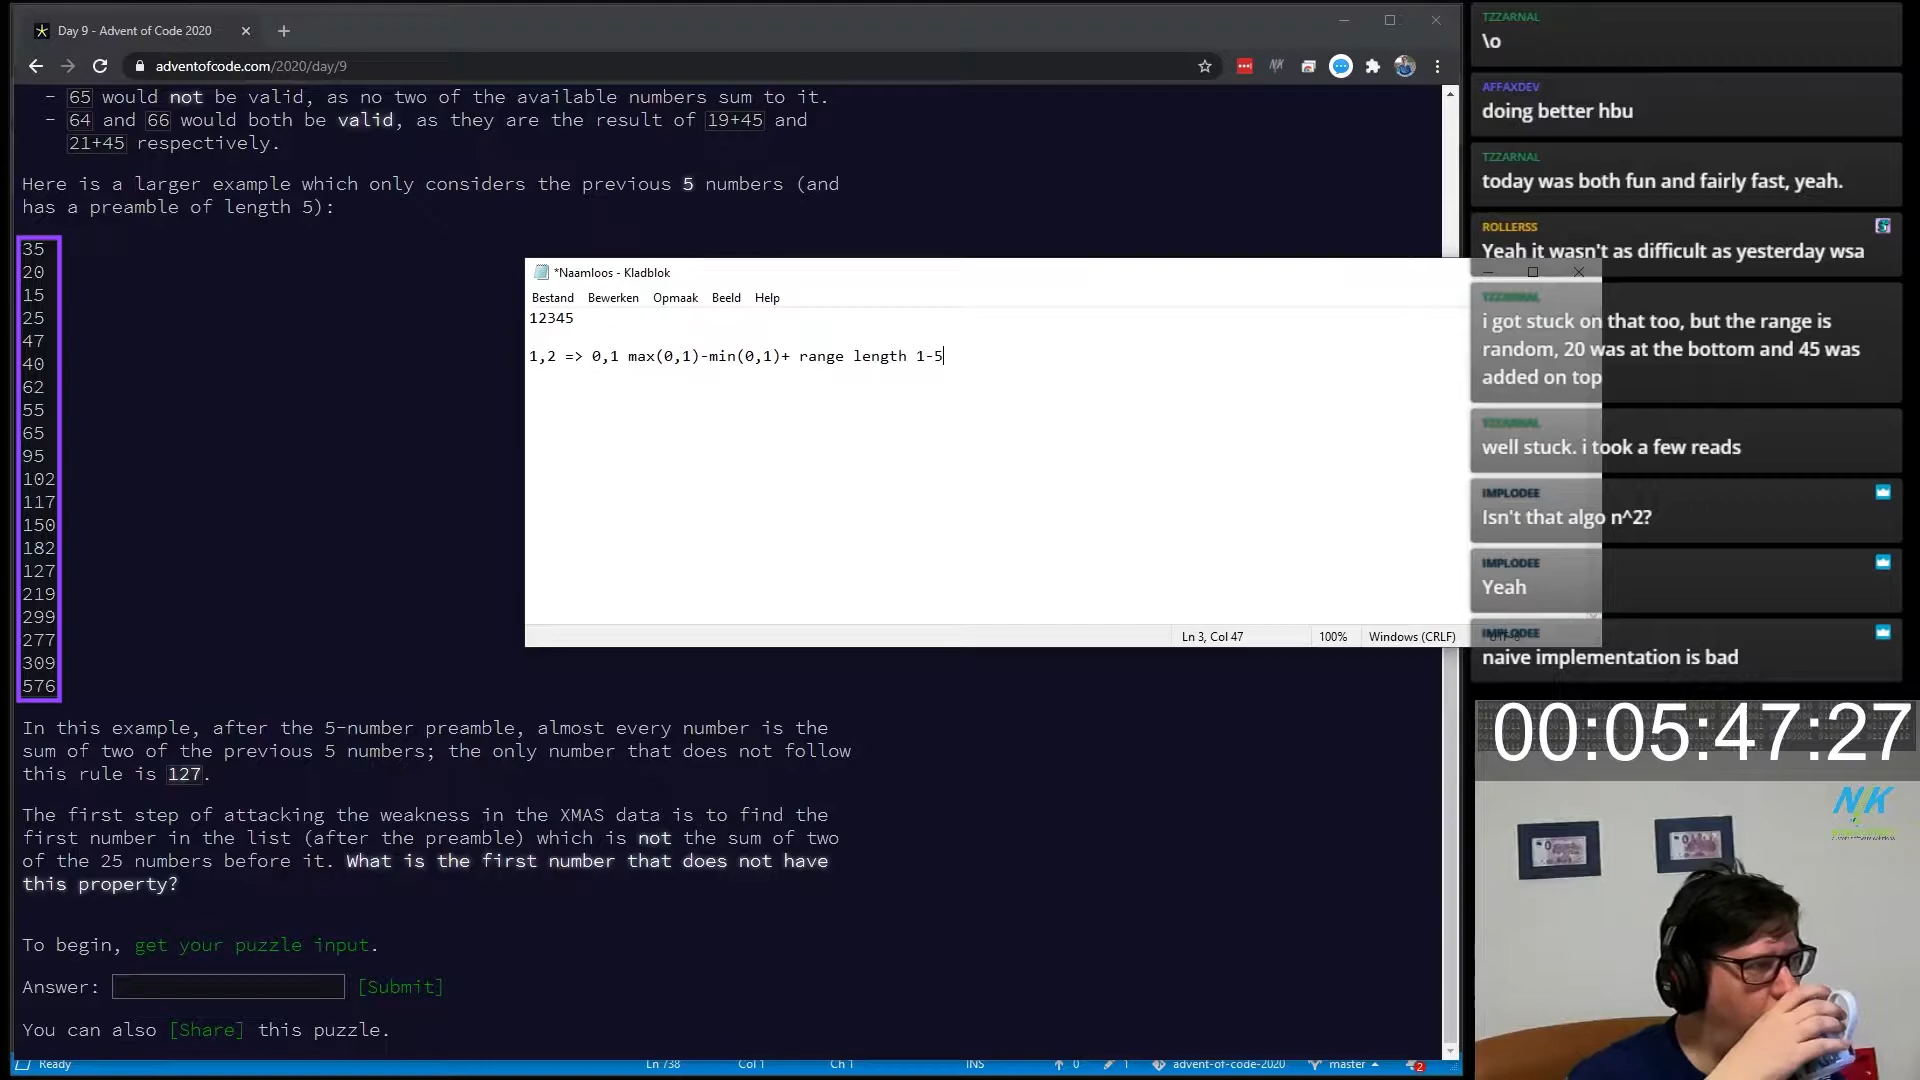 Day 9 - Advent of Code 2020
adventofcode.com/2020/day/9
- 65 would not be valid, as no two of the available numbers sum to it.
- 64 and 66 would both be valid, as they are the result of 19+45 and
21+45 respectively.
Here is a larger example which only considers the previous 5 numbers (and
has a preamble of length 5):
35
20
15
25
47
40
62
55
65
95
102
117
150
182
127
219
299
277
309
576
In this example, after the 5-number preamble, almost every number is the
sum of two of the previous 5 numbers; the only number that does not follow
this rule is 127.
The first step of attacking the weakness in the XMAS data is to find the
first number in the list (after the preamble) which is not the sum of two
of the 25 numbers before it. What is the first number that does not have
this property?
To begin, get your puzzle input.
Answer: [Submit]
You can also [Share] this puzzle.
Ready Ln 738 Col 1 Ch 1 INS 0 1 advent-of-code-2020 master 2
*Naamloos - Kladblok
Bestand Bewerken Opmaak Beeld Help
12345
1,2 => 0,1 max(0,1)-min(0,1)+ range length 1-5
Ln 3, Col 47 100% Windows (CRLF)
TZZARNAL
\o
AFFAXDEV
doing better hbu
TZZARNAL
today was both fun and fairly fast, yeah.
ROLLERSS
Yeah it wasn't as difficult as yesterday wsa
TZZARNAL
i got stuck on that too, but the range is
random, 20 was at the bottom and 45 was
added on top
TZZARNAL
well stuck. i took a few reads
IMPLODEE
Isn't that algo n^2?
IMPLODEE
Yeah
IMPLODEE
naive implementation is bad
00:05:47:27
NK